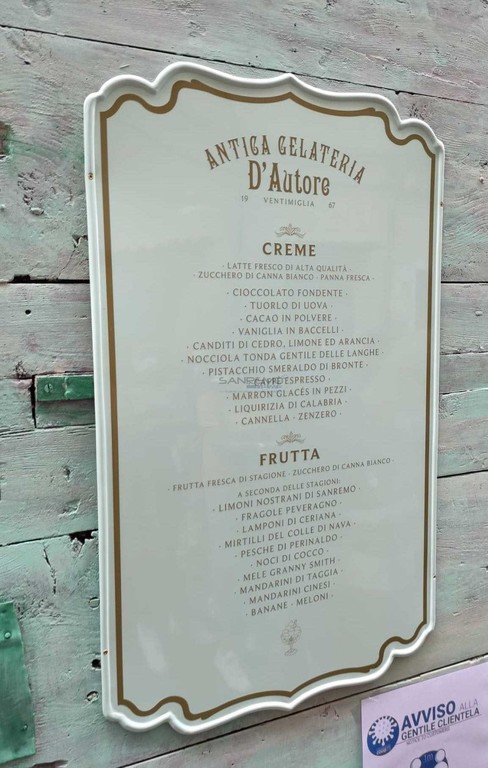 ANTICA GELATERIA
D'Autore
19 VENTIMIGLIA 67
CREME
· LATTE FRESCO DI ALTA QUALITÀ ·
· ZUCCHERO DI CANNA BIANCO · PANNA FRESCA ·
· CIOCCOLATO FONDENTE ·
· TUORLO DI UOVA ·
· CACAO IN POLVERE ·
· VANIGLIA IN BACCELLI ·
· CANDITI DI CEDRO, LIMONE ED ARANCIA ·
· NOCCIOLA TONDA GENTILE DELLE LANGHE ·
· PISTACCHIO SMERALDO DI BRONTE ·
· CAFFÈ ESPRESSO ·
· MARRON GLACES IN PEZZI ·
· LIQUIRIZIA DI CALABRIA ·
· CANNELLA · ZENZERO ·
FRUTTA
· FRUTTA FRESCA DI STAGIONE · ZUCCHERO DI CANNA BIANCO ·
A SECONDA DELLE STAGIONI:
· LIMONI NOSTRANI DI SANREMO ·
· FRAGOLE PEVERAGNO ·
· LAMPONI DI CERIANA ·
· MIRTILLI DEL COLLE DI NAVA ·
· PESCHE DI PERINALDO ·
· NOCI DI COCCO ·
· MELE GRANNY SMITH ·
· MANDARINI DI TAGGIA ·
· MANDARINI CINESI ·
· BANANE · MELONI ·
AVVISO ALLA
GENTILE CLIENTELA
NOTICE TO CUSTOMERS
1m